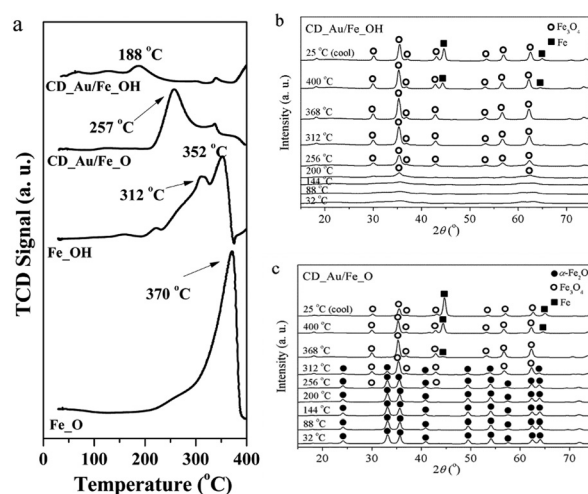 a
188 °C
CD_Au/Fe_OH
257 °C
CD_Au/Fe_O
352 °C
312 °C
Fe_OH
370 °C
Fe_O
TCD Signal (a. u.)
0 100 200 300 400
Temperature (°C)
b
CD_Au/Fe_OH
Fe₃O₄
Fe
25 °C (cool)
400 °C
368 °C
312 °C
256 °C
200 °C
144 °C
88 °C
32 °C
Intensity (a. u.)
20 30 40 50 60 70
2θ (°)
c
CD_Au/Fe_O
α-Fe₂O
Fe₃O₄
Fe
25 °C (cool)
400 °C
368 °C
312 °C
256 °C
200 °C
144 °C
88 °C
32 °C
Intensity (a. u.)
20 30 40 50 60 70
2θ (°)